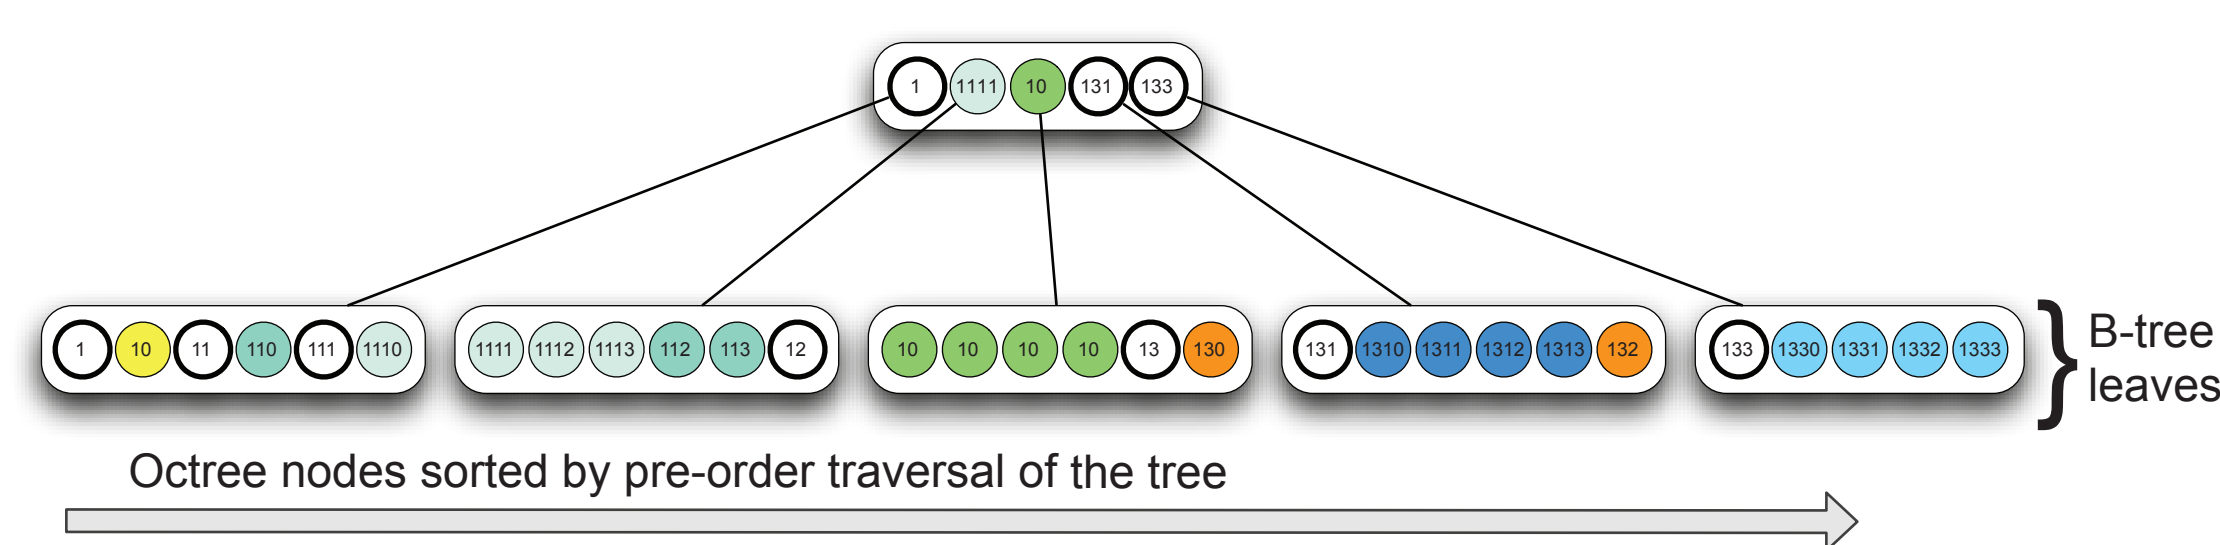 1 1111 10 131 133
1 10 11 110 111 1110
1111 1112 1113 112 113 12
10 10 10 10 13 130
131 1310 1311 1312 1313 132
133 1330 1331 1332 1333
B-tree
leaves
Octree nodes sorted by pre-order traversal of the tree